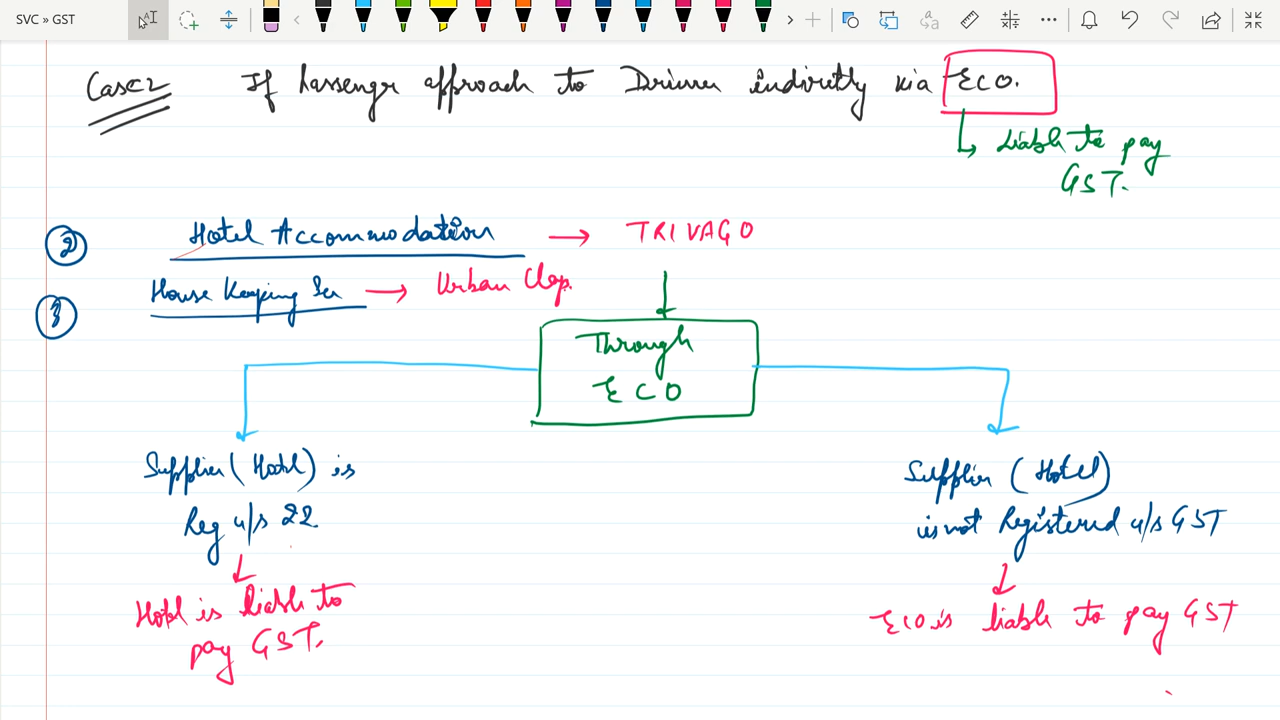 SVC » GST
Case 2 If Passenger approach to Driver indirectly via ECO.
Liable to pay
GST.
② Hotel Accommodation → TRIVAGO
③ House Keeping Ser → Urban Clap.
Through
ECO
Supplier (Hotel) is
Reg u/s 22
Hotel is liable to
pay GST.
Supplier (Hotel)
is not Registered u/s GST
ECO is liable to pay GST